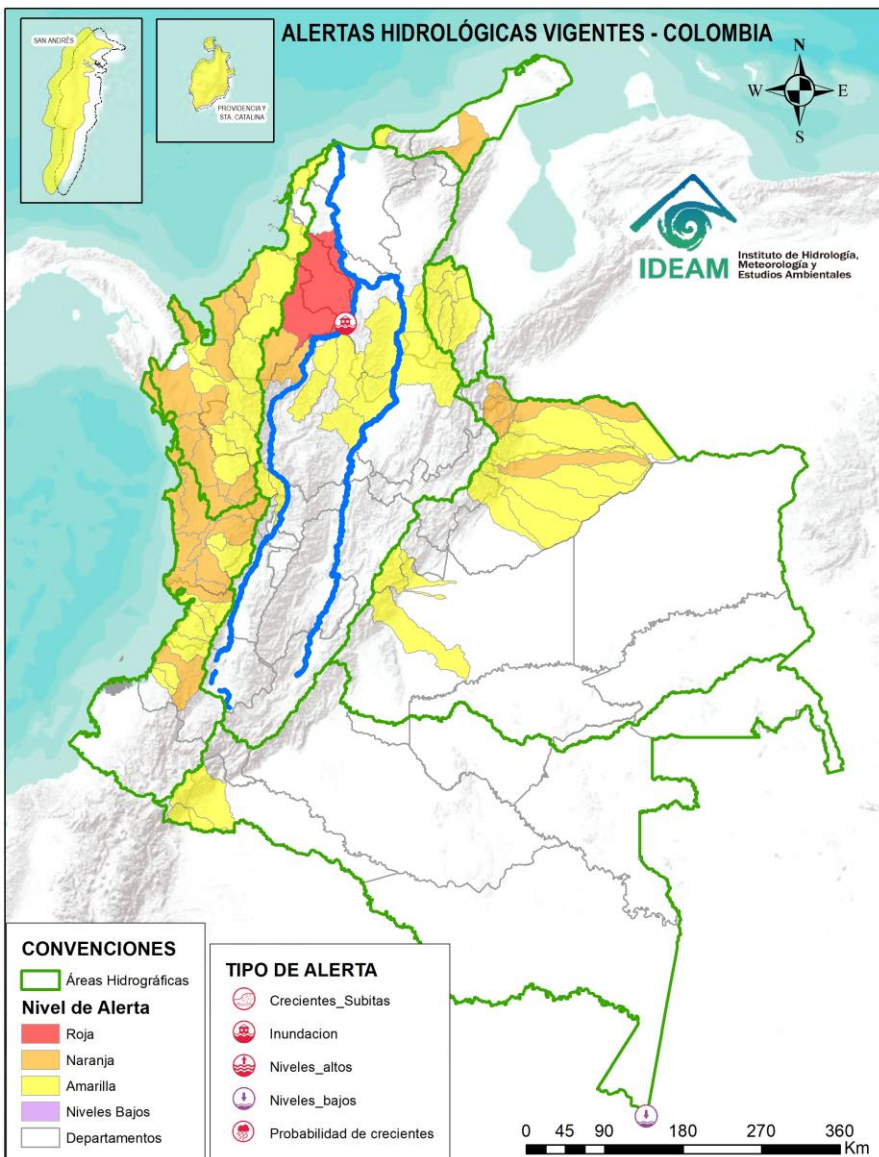 ALERTAS HIDROLÓGICAS VIGENTES - COLOMBIA
SAN ANDRÉS
PROVIDENCIA Y
STA. CATALINA
N
W E
S
IDEAM
Instituto de Hidrología,
Meteorología y
Estudios Ambientales
CONVENCIONES
Áreas Hidrográficas
Nivel de Alerta
Roja
Naranja
Amarilla
Niveles Bajos
Departamentos
TIPO DE ALERTA
Crecientes_Subitas
Inundacion
Niveles_altos
Niveles_bajos
Probabilidad de crecientes
0 45 90 180 270 360
Km